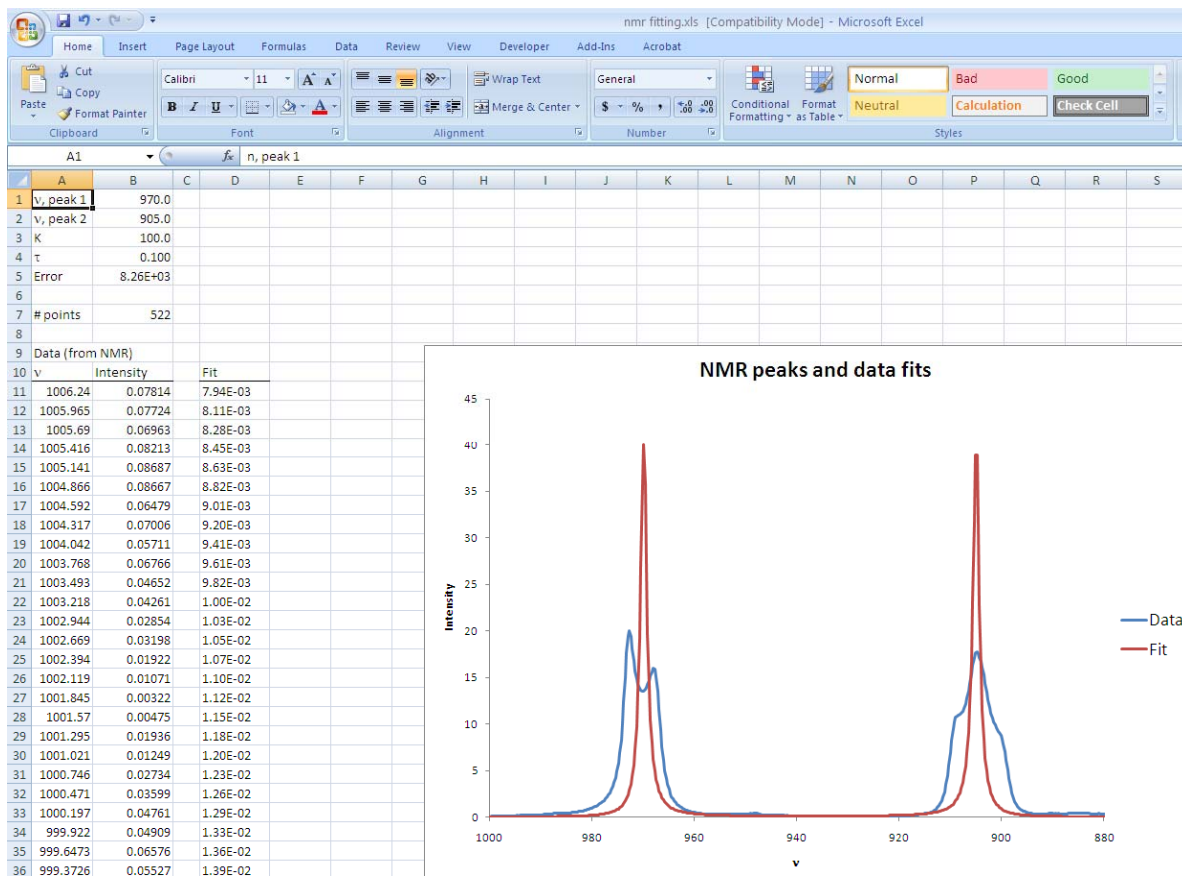 nmr fitting.xls [Compatibility Mode] - Microsoft Excel
Home Insert Page Layout Formulas Data Review View Developer Add-Ins Acrobat
Paste
Cut
Copy
Format Painter
Clipboard
Calibri 11 A A
B I U A
Font
Wrap Text
Merge & Center
Alignment
General
$ % , .0 .00 .00 .0
Number
Conditional Formatting
Format as Table
Normal Bad Good
Neutral Calculation Check Cell
Styles
A1 fx n, peak 1
A B C D E F G H I J K L M N O P Q R S
1 ν, peak 1 970.0
2 ν, peak 2 905.0
3 K 100.0
4 τ 0.100
5 Error 8.26E+03
6
7 # points 522
8
9 Data (from NMR)
10 ν Intensity Fit
11 1006.24 0.07814 7.94E-03
12 1005.965 0.07724 8.11E-03
13 1005.69 0.06963 8.28E-03
14 1005.416 0.08213 8.45E-03
15 1005.141 0.08687 8.63E-03
16 1004.866 0.08667 8.82E-03
17 1004.592 0.06479 9.01E-03
18 1004.317 0.07006 9.20E-03
19 1004.042 0.05711 9.41E-03
20 1003.768 0.06766 9.61E-03
21 1003.493 0.04652 9.82E-03
22 1003.218 0.04261 1.00E-02
23 1002.944 0.02854 1.03E-02
24 1002.669 0.03198 1.05E-02
25 1002.394 0.01922 1.07E-02
26 1002.119 0.01071 1.10E-02
27 1001.845 0.00322 1.12E-02
28 1001.57 0.00475 1.15E-02
29 1001.295 0.01936 1.18E-02
30 1001.021 0.01249 1.20E-02
31 1000.746 0.02734 1.23E-02
32 1000.471 0.03599 1.26E-02
33 1000.197 0.04761 1.29E-02
34 999.922 0.04909 1.33E-02
35 999.6473 0.06576 1.36E-02
36 999.3726 0.05527 1.39E-02
NMR peaks and data fits
45
40
35
30
25
20
15
10
5
0
Intensity
1000 980 960 940 920 900 880
ν
Data
Fit